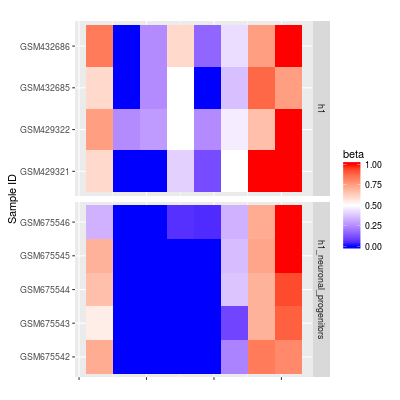 Sample ID
GSM432686
GSM432685
GSM429322
GSM429321
h1
GSM675546
GSM675545
GSM675544
GSM675543
GSM675542
h1_neuronal_progenitors
beta
1.00
0.75
0.50
0.25
0.00